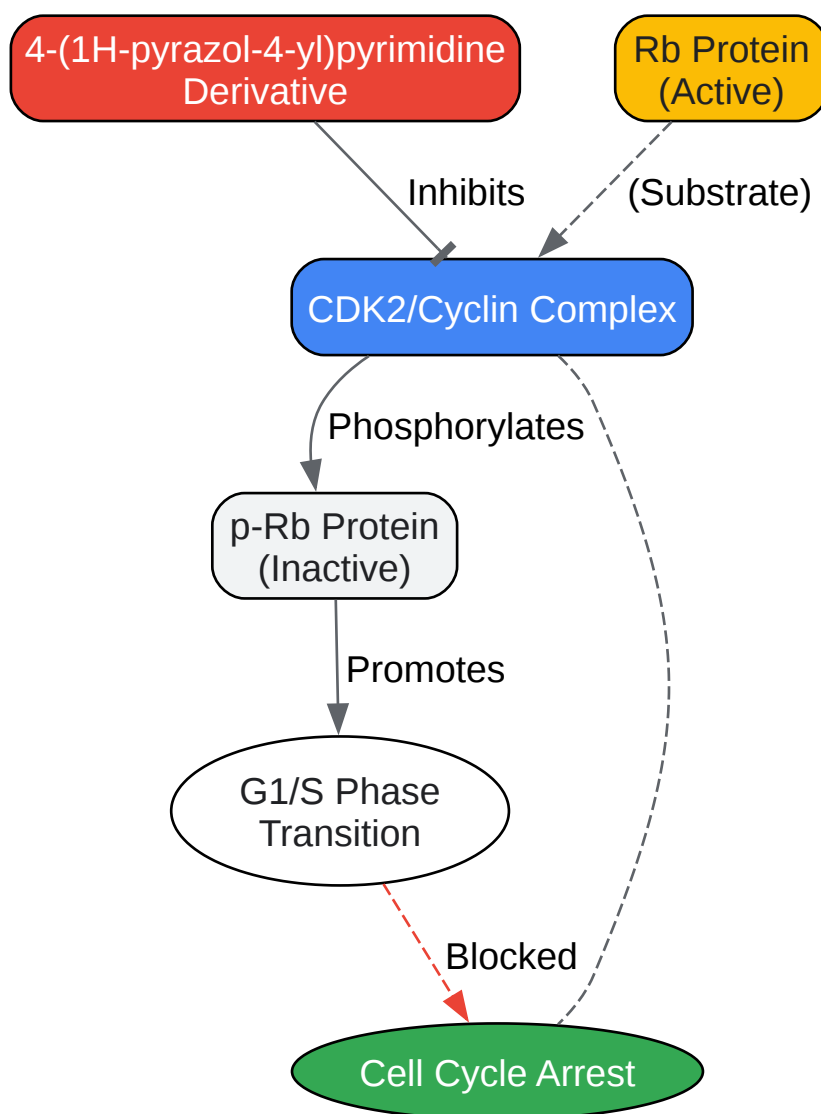 4-(1H-pyrazol-4-yl)pyrimidine
Derivative
Rb Protein
(Active)
Inhibits
(Substrate)
CDK2/Cyclin Complex
Phosphorylates
p-Rb Protein
(Inactive)
Promotes
G1/S Phase
Transition
Blocked
Cell Cycle Arrest